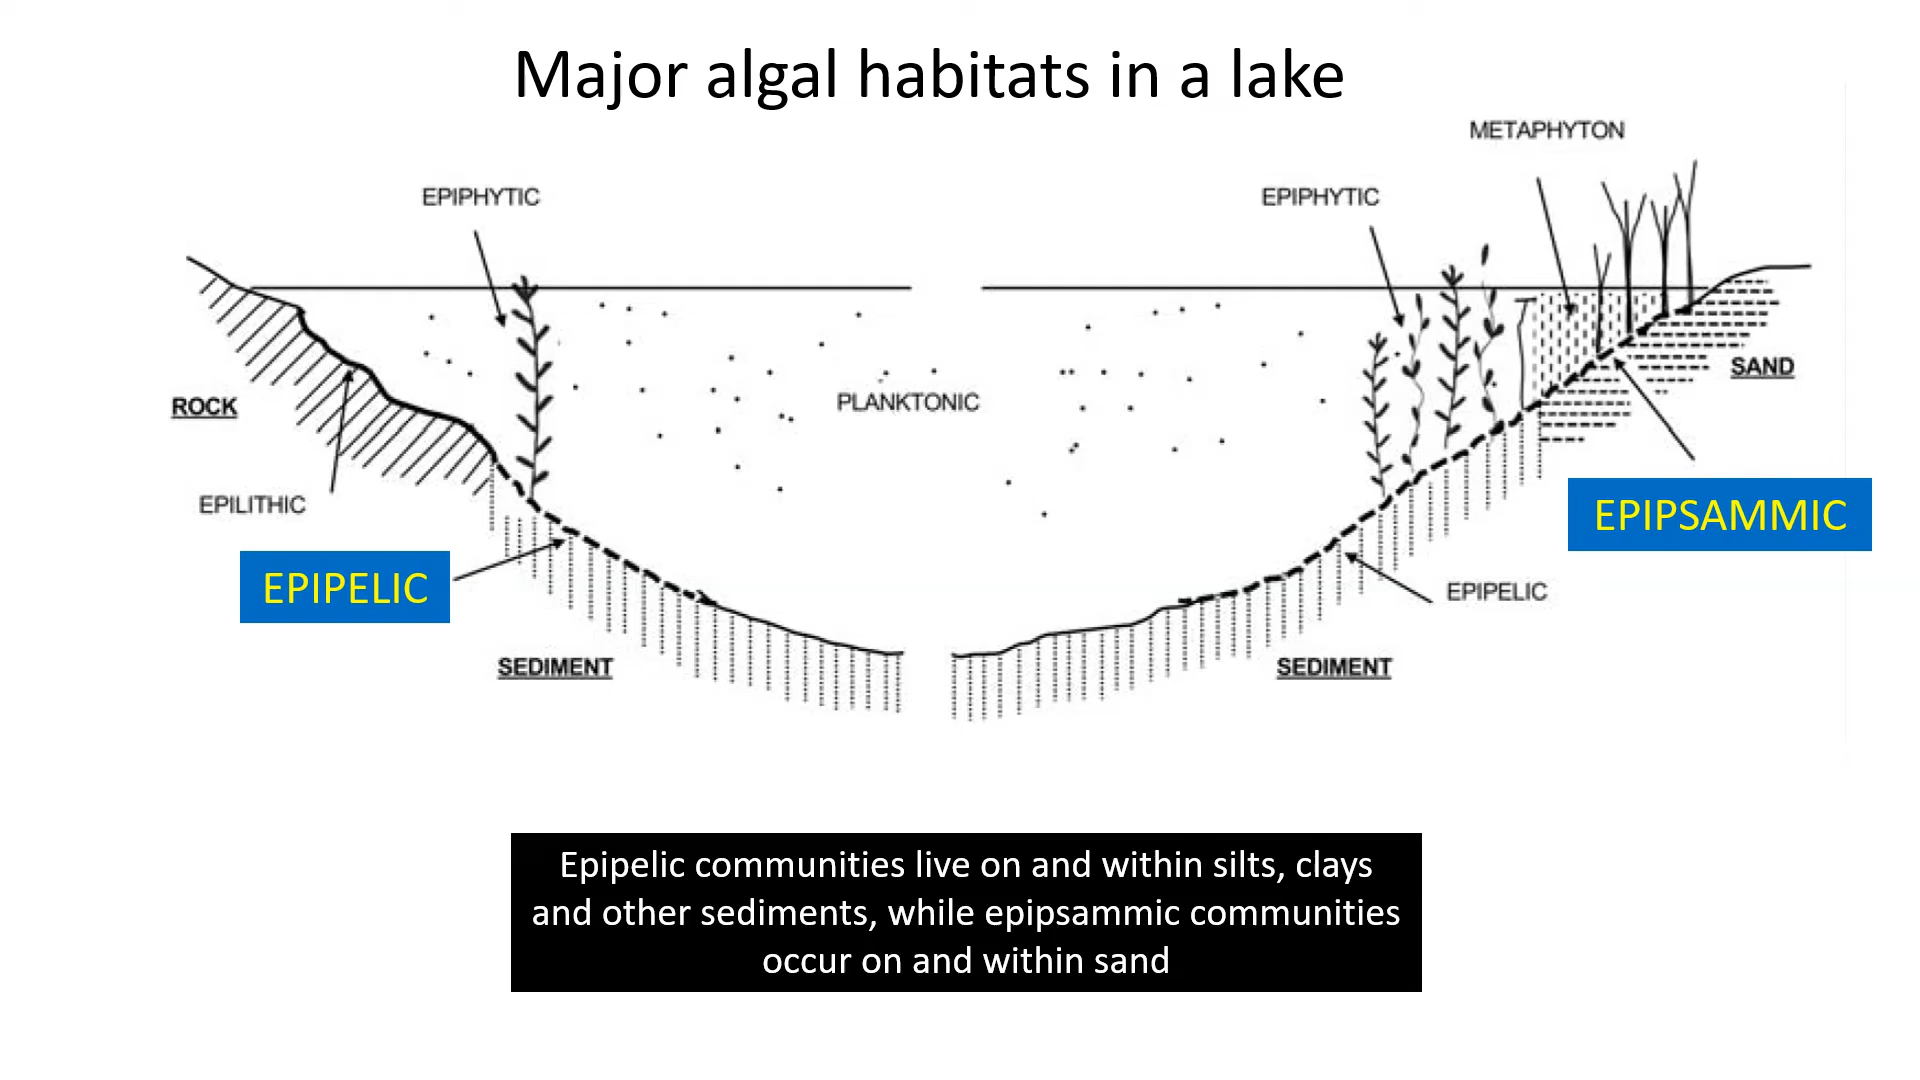 Major algal habitats in a lake
METAPHYTON
EPIPHYTIC
EPIPHYTIC
ROCK
PLANKTONIC
SAND
EPILITHIC
EPIPSAMMIC
EPIPELIC
EPIPELIC
SEDIMENT
SEDIMENT
Epipelic communities live on and within silts, clays
and other sediments, while epipsammic communities
occur on and within sand